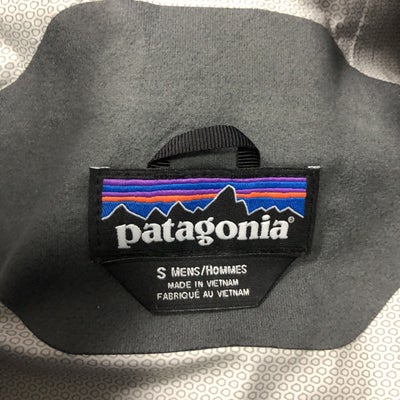 patagonia®
S MENS/HOMMES
MADE IN VIETNAM
FABRIQUÉ AU VIETNAM